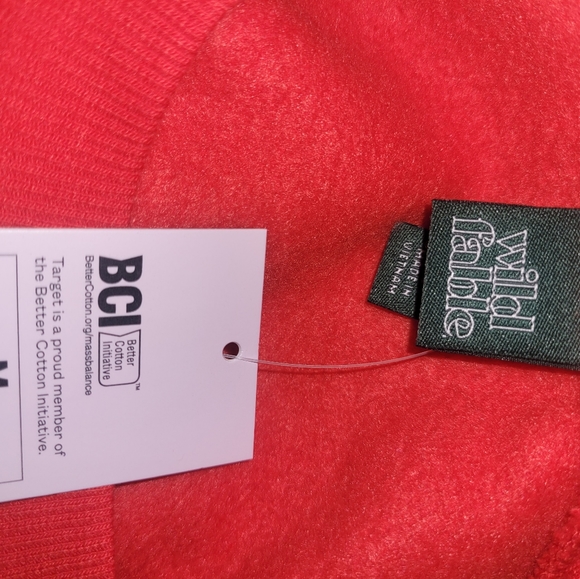 BCI
Better
Cotton
Initiative
™
BetterCotton.org/massbalance
Target is a proud member of
the Better Cotton Initiative.
M
wild
fable
MADE IN
VIETNAM